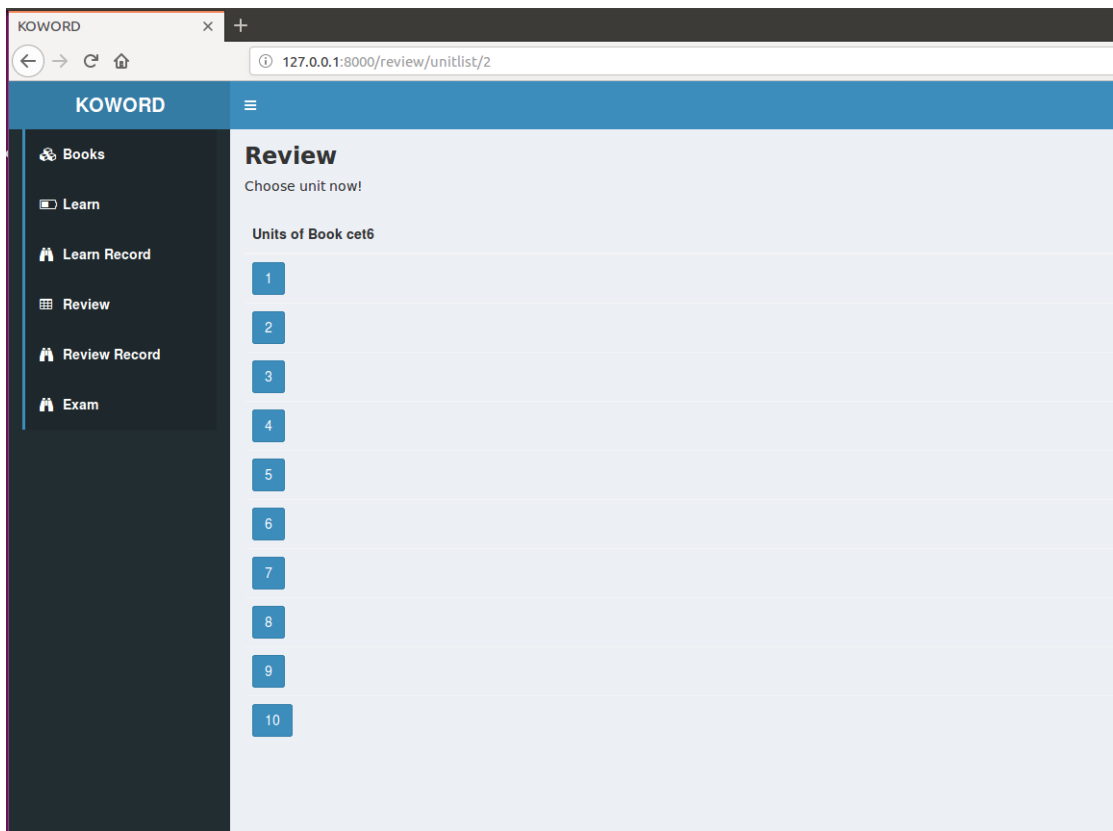 KOWORD
127.0.0.1:8000/review/unitlist/2
KOWORD
Books
Learn
Learn Record
Review
Review Record
Exam
Review
Choose unit now!
Units of Book cet6
1
2
3
4
5
6
7
8
9
10